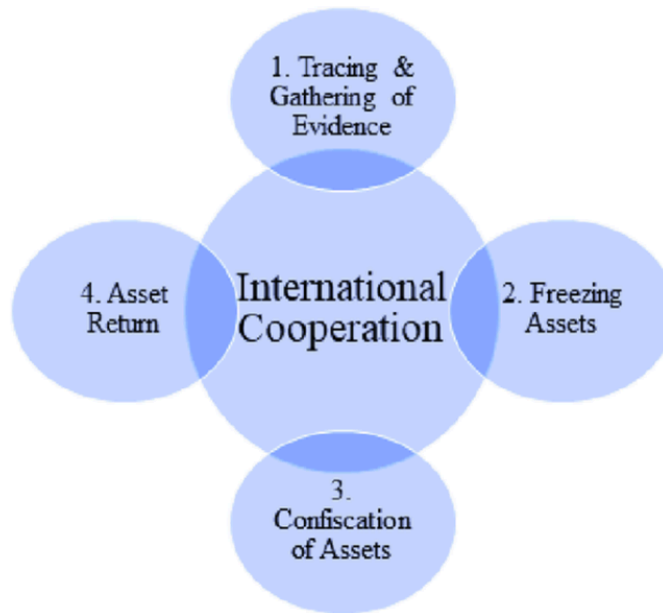 1. Tracing &
Gathering of
Evidence
International
Cooperation
4. Asset
Return
2. Freezing
Assets
3.
Confiscation
of Assets